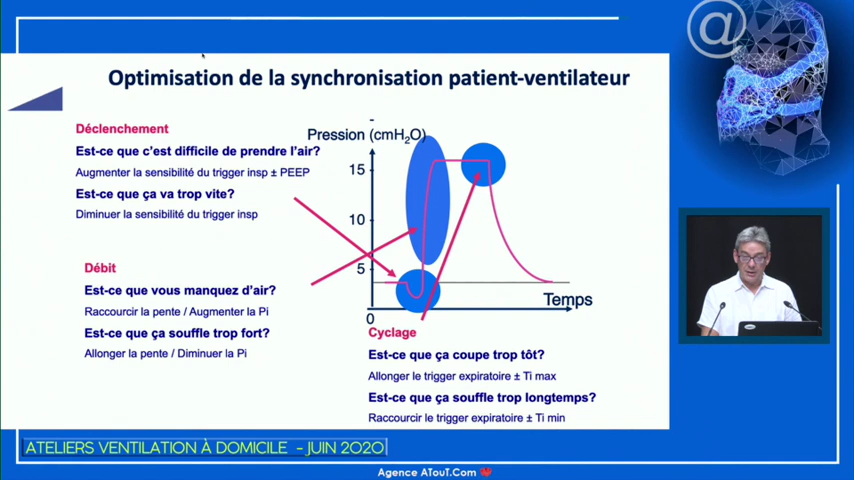 @
Optimisation de la synchronisation patient-ventilateur
Déclenchement
Est-ce que c'est difficile de prendre l'air?
Augmenter la sensibilité du trigger insp ± PEEP
Est-ce que ça va trop vite?
Diminuer la sensibilité du trigger insp
Débit
Est-ce que vous manquez d'air?
Raccourir la pente / Augmenter la Pi
Est-ce que ça souffle trop fort?
Allonger la pente / Diminuer la Pi
Pression (cmH₂O)
15
10
5
0
Temps
Cyclage
Est-ce que ça coupe trop tôt?
Allonger le trigger expiratoire ± Ti max
Est-ce que ça souffle trop longtemps?
Raccourcir le trigger expiratoire ± Ti min
ATELIERS VENTILATION À DOMICILE - JUIN 2020
Agence ATouT.Com